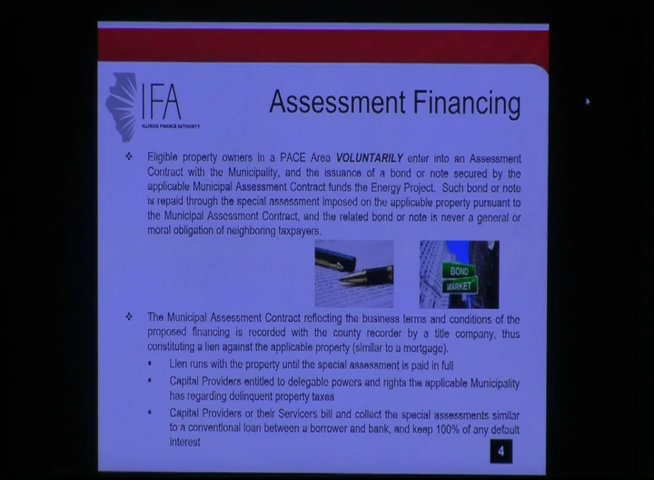 IFA
ILLINOIS FINANCE AUTHORITY
Assessment Financing
Eligible property owners in a PACE Area VOLUNTARILY enter into an Assessment
Contract with the Municipality, and the issuance of a bond or note secured by the
applicable Municipal Assessment Contract funds the Energy Project. Such bond or note
is repaid through the special assessment imposed on the applicable property pursuant to
the Municipal Assessment Contract, and the related bond or note is never a general or
moral obligation of neighboring taxpayers.
BOND
MARKET
The Municipal Assessment Contract reflecting the business terms and conditions of the
proposed financing is recorded with the county recorder by a title company, thus
constituting a lien against the applicable property (similar to a mortgage).
Lien runs with the property until the special assessment is paid in full
Capital Providers entitled to delegable powers and rights the applicable Municipality
has regarding delinquent property taxes
Capital Providers or their Servicers bill and collect the special assessments similar
to a conventional loan between a borrower and bank, and keep 100% of any default
interest
4